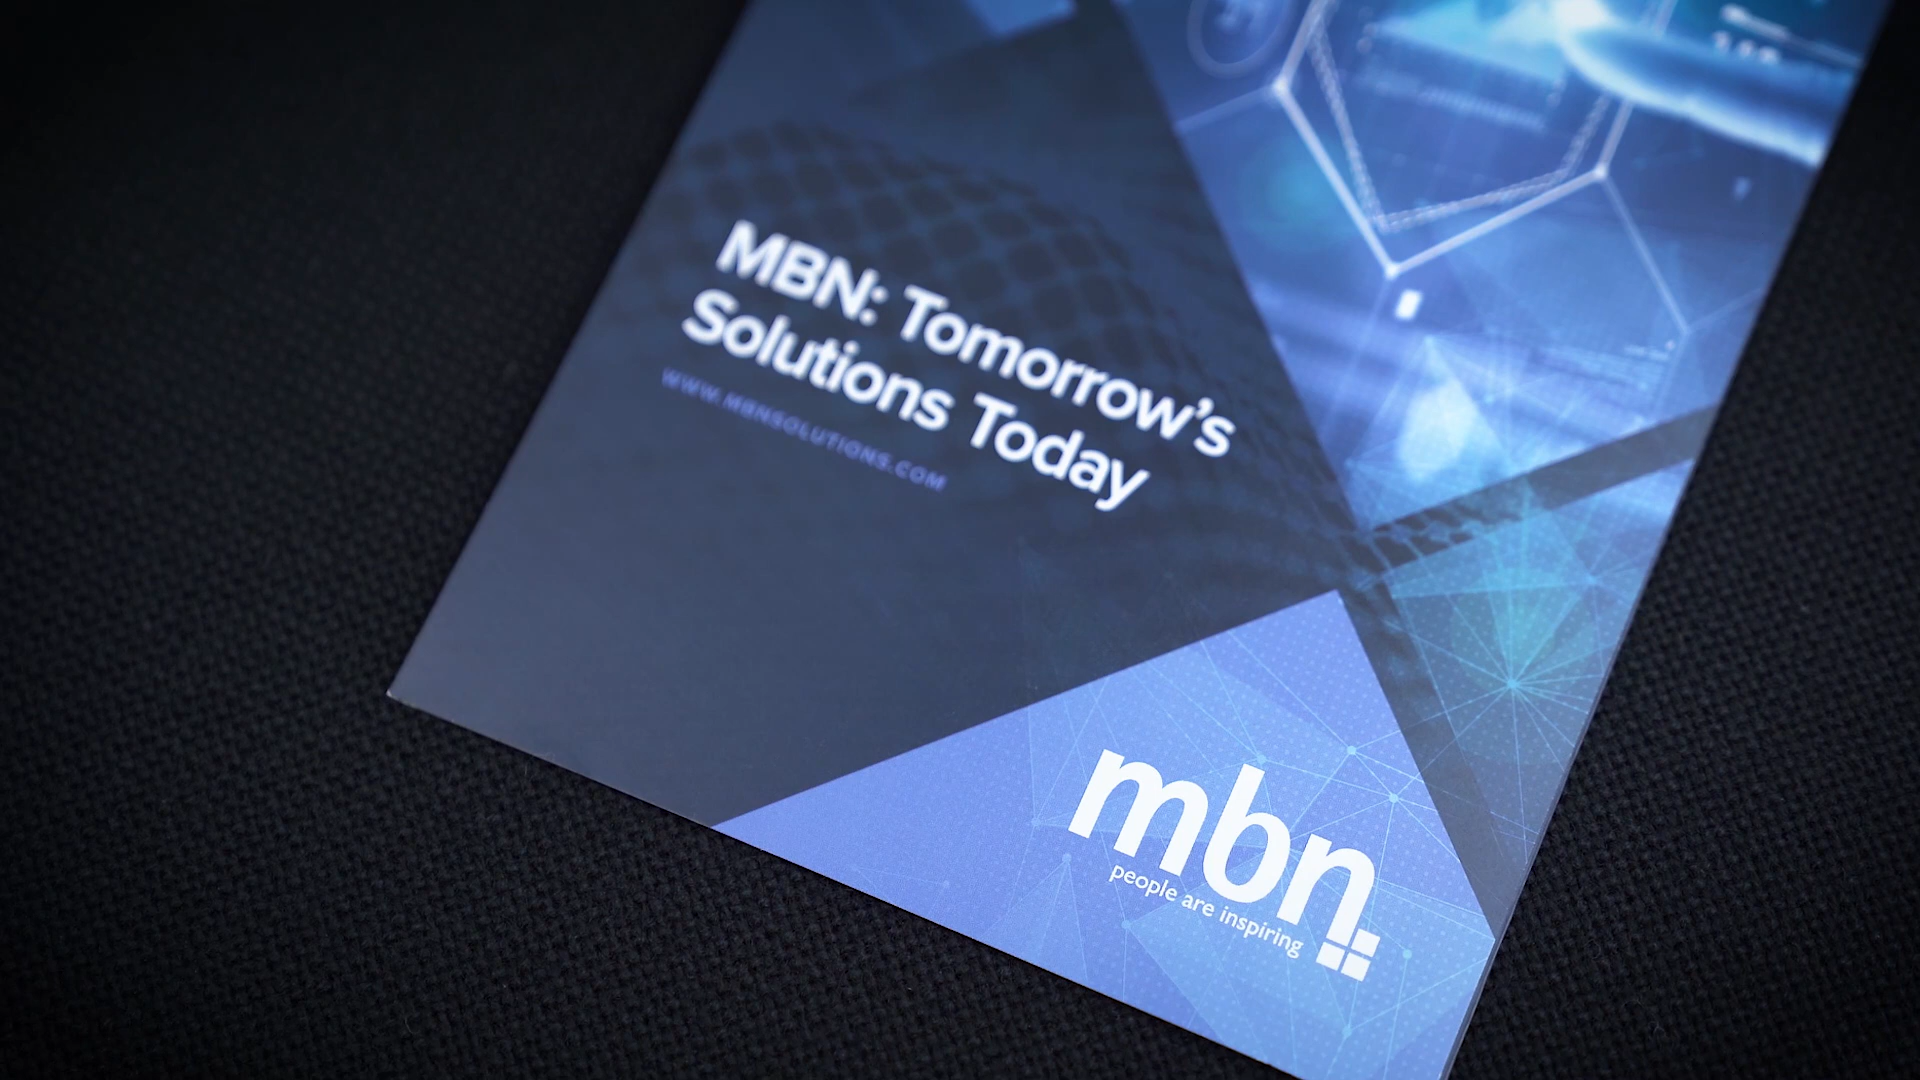 MBN: Tomorrow's
Solutions Today
WWW.MBNSOLUTIONS.COM
mbn
people are inspiring